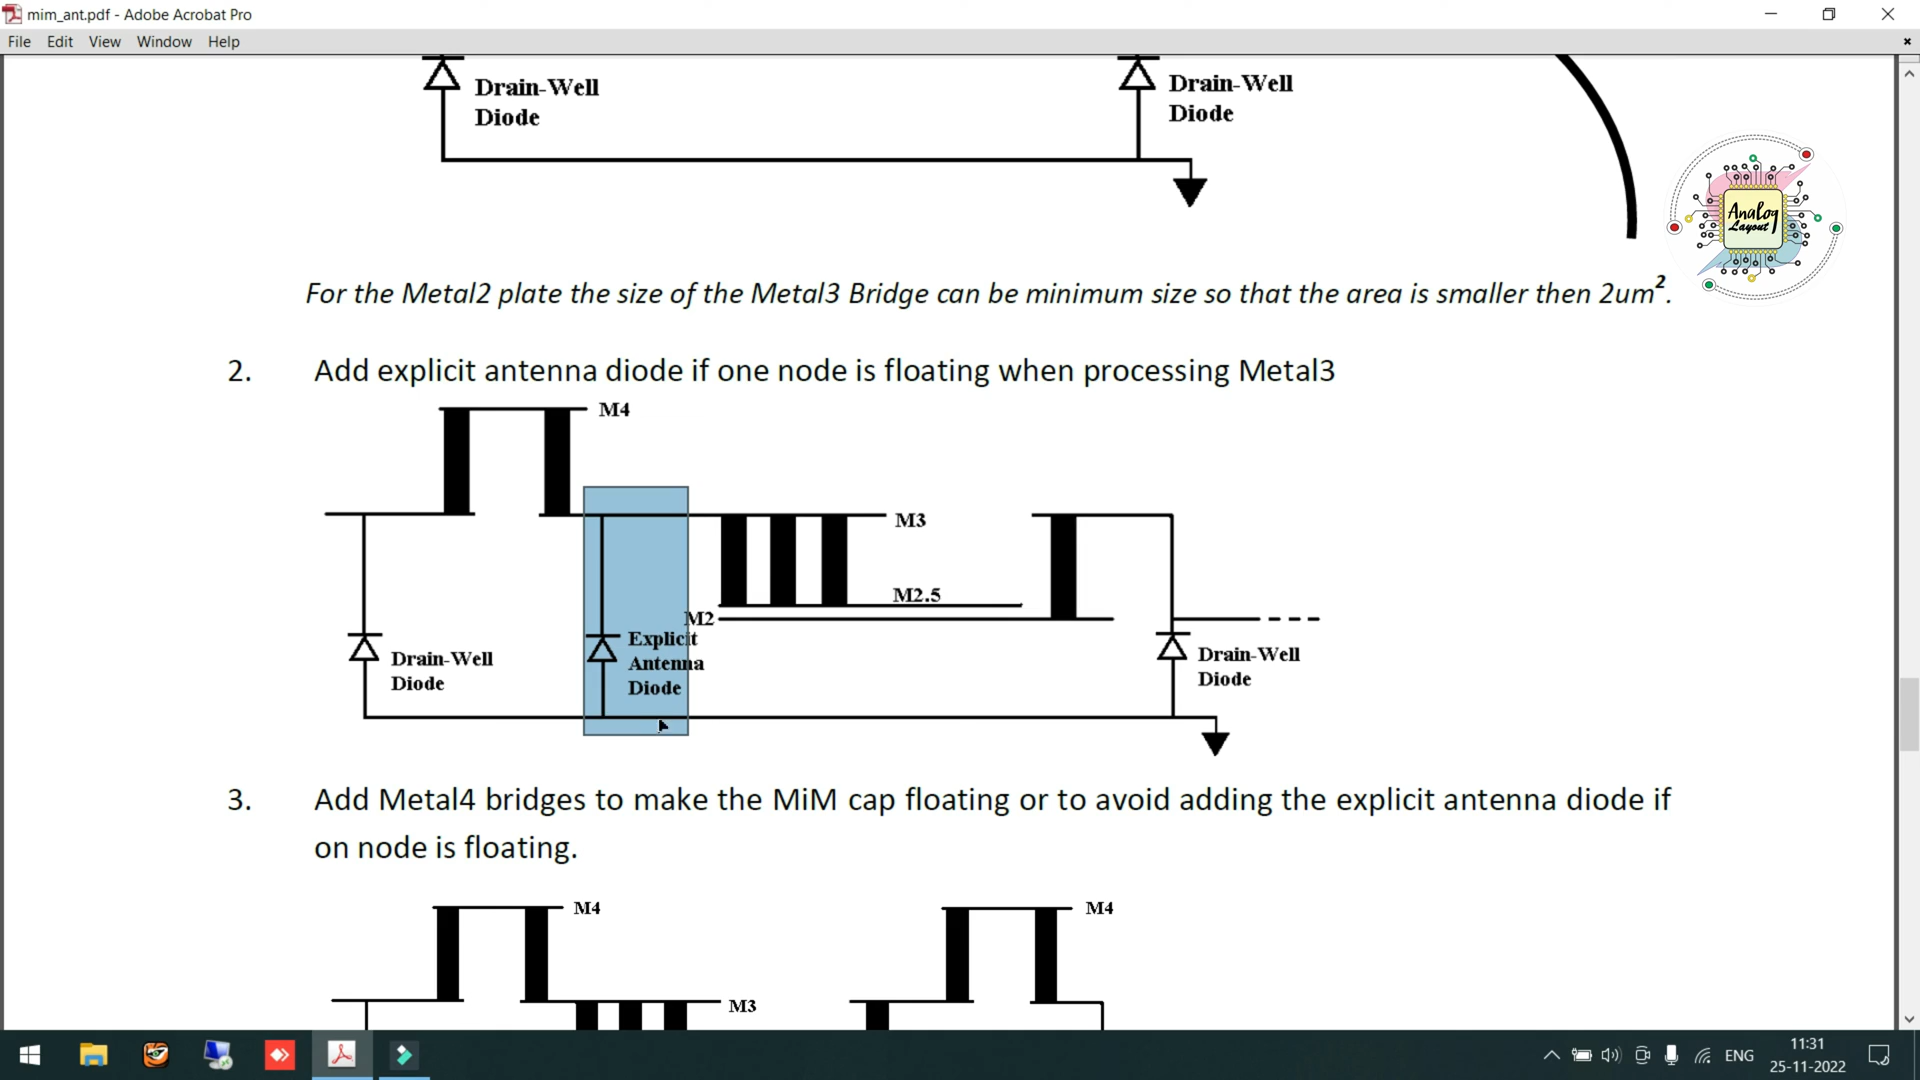 mim_ant.pdf - Adobe Acrobat Pro
File Edit View Window Help
Drain-Well
Diode
Drain-Well
Diode
Analog
Layout
For the Metal2 plate the size of the Metal3 Bridge can be minimum size so that the area is smaller then 2um².
2. Add explicit antenna diode if one node is floating when processing Metal3
M4
M3
M2.5
M2
Explicit
Antenna
Diode
Drain-Well
Diode
Drain-Well
Diode
3. Add Metal4 bridges to make the MiM cap floating or to avoid adding the explicit antenna diode if
on node is floating.
M4
M4
M3
ENG
11:31
25-11-2022